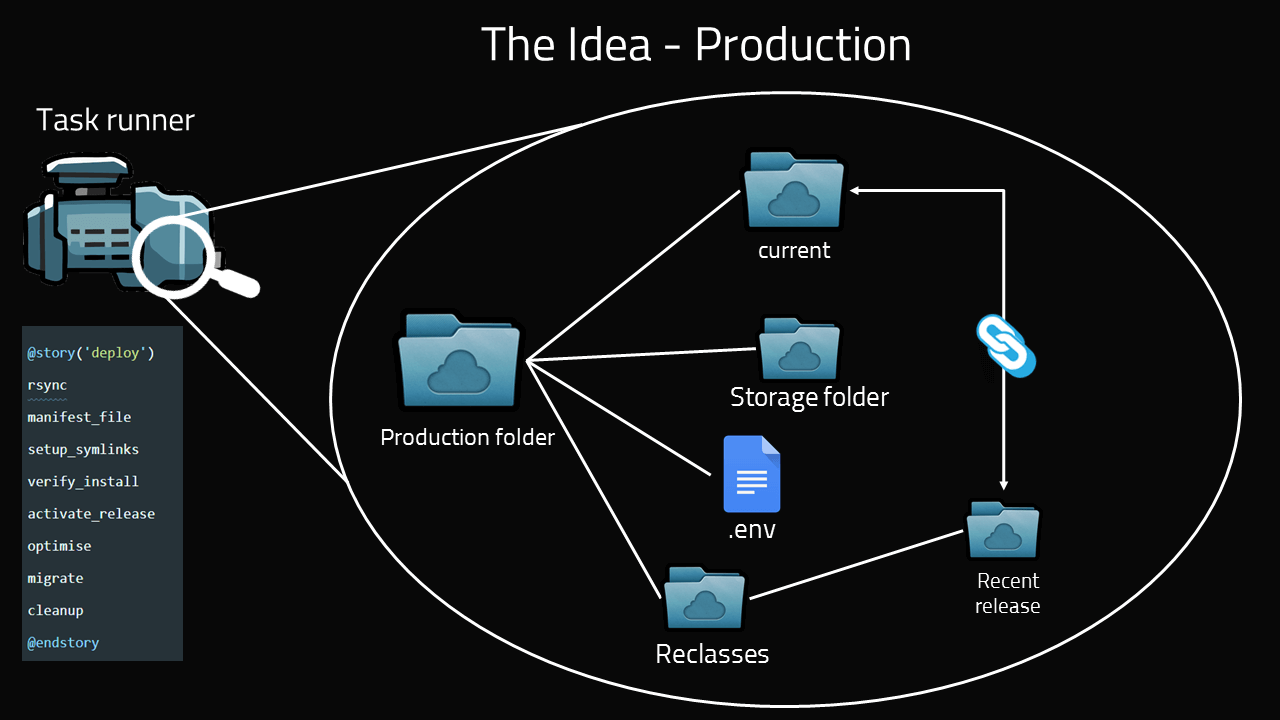 The Idea - Production
Task runner
@story('deploy')
rsync
manifest_file
setup_symlinks
verify_install
activate_release
optimise
migrate
cleanup
@endstory
current
Storage folder
Production folder
.env
Recent
release
Reclasses